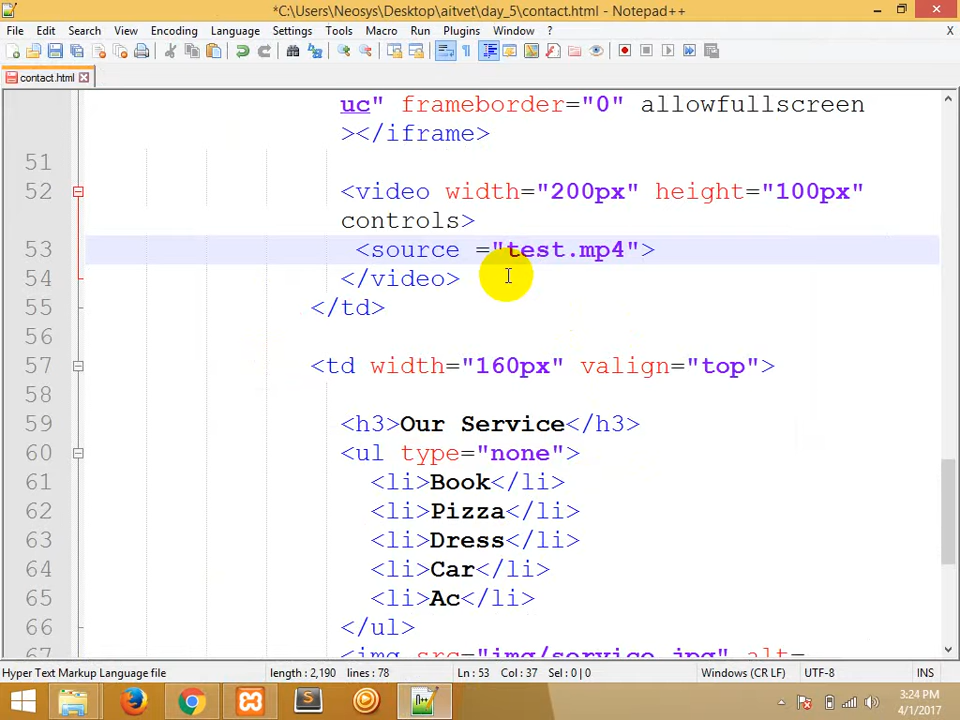 *C:\Users\Neosys\Desktop\aitvet\day_5\contact.html - Notepad++
File Edit Search View Encoding Language Settings Tools Macro Run Plugins Window ? X
contact.html
uc" frameborder="0" allowfullscreen
></iframe>
51
52 <video width="200px" height="100px"
controls>
53 <source ="test.mp4">
54 </video>
55 </td>
56
57 <td width="160px" valign="top">
58
59 <h3>Our Service</h3>
60 <ul type="none">
61 <li>Book</li>
62 <li>Pizza</li>
63 <li>Dress</li>
64 <li>Car</li>
65 <li>Ac</li>
66 </ul>
67 <img src="img/service.jpg" alt=
Hyper Text Markup Language file length : 2,190 lines : 78 Ln : 53 Col : 37 Sel : 0 | 0 Windows (CR LF) UTF-8 INS
3:24 PM
4/1/2017